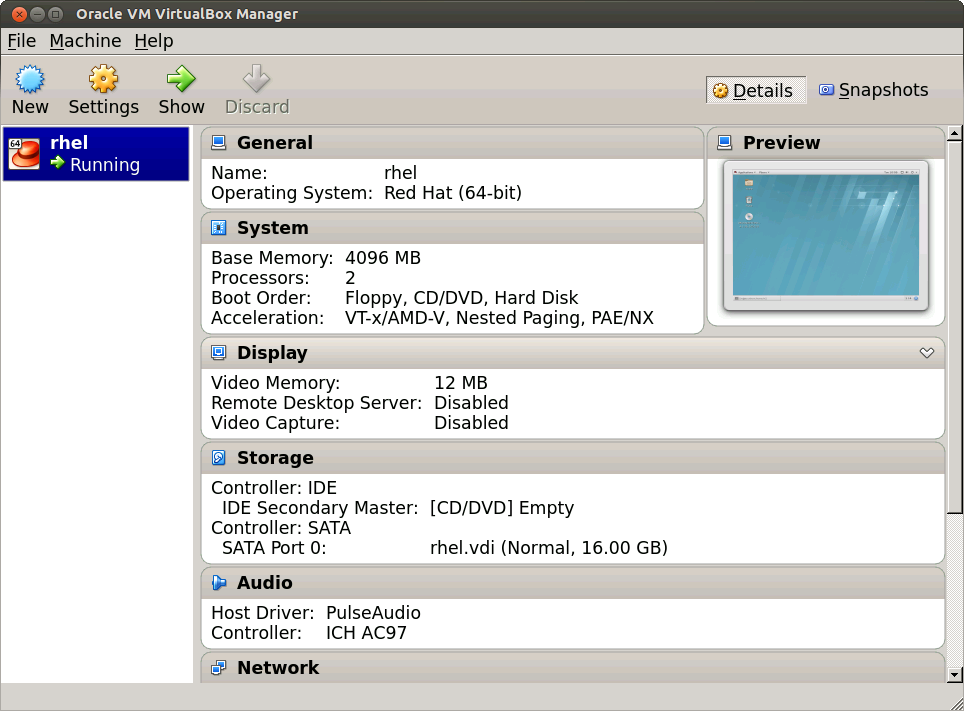 Oracle VM VirtualBox Manager
File Machine Help
New Settings Show Discard
Details Snapshots
64 rhel
Running
General
Name: rhel
Operating System: Red Hat (64-bit)
Preview
System
Base Memory: 4096 MB
Processors: 2
Boot Order: Floppy, CD/DVD, Hard Disk
Acceleration: VT-x/AMD-V, Nested Paging, PAE/NX
Display
Video Memory: 12 MB
Remote Desktop Server: Disabled
Video Capture: Disabled
Storage
Controller: IDE
IDE Secondary Master: [CD/DVD] Empty
Controller: SATA
SATA Port 0: rhel.vdi (Normal, 16.00 GB)
Audio
Host Driver: PulseAudio
Controller: ICH AC97
Network